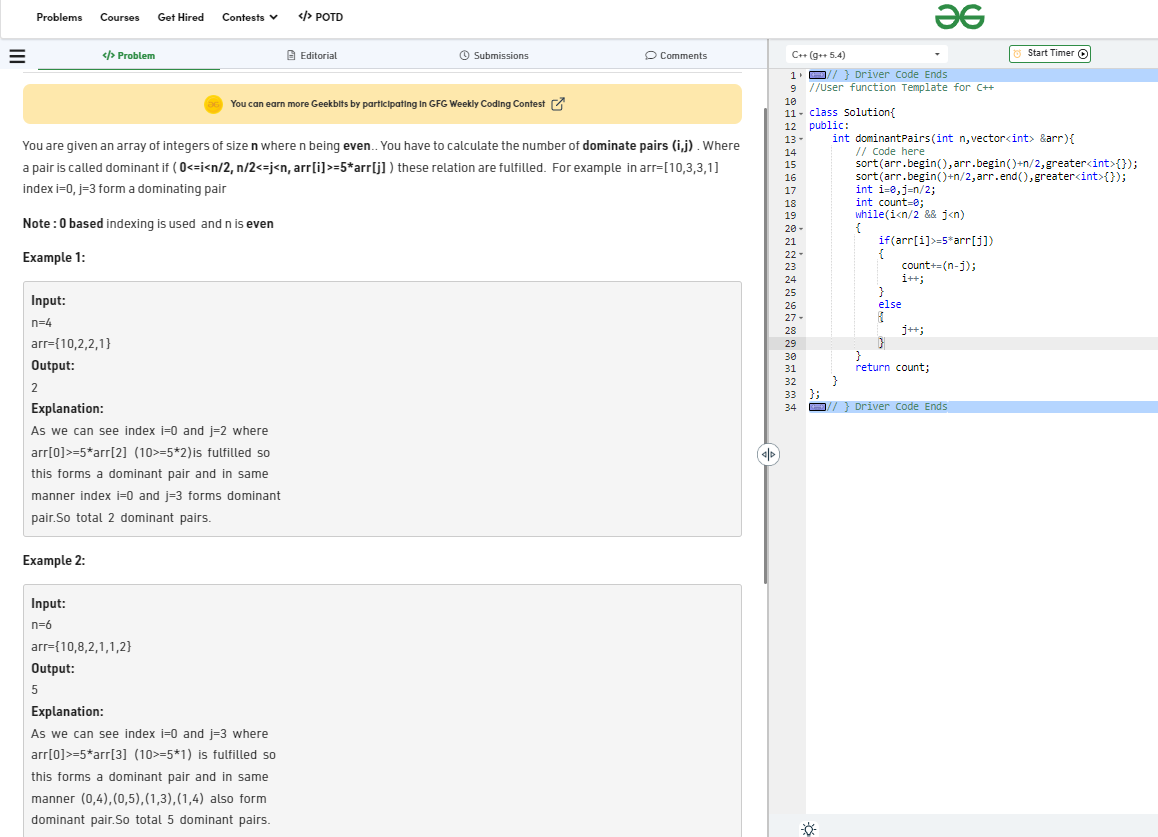 Problems Courses Get Hired Contests </> POTD
</> Problem Editorial Submissions Comments
You can earn more Geekbits by participating in GFG Weekly Coding Contest
You are given an array of integers of size n where n being even.. You have to calculate the number of dominate pairs (i,j) . Where
a pair is called dominant if ( 0<=i<n/2, n/2<=j<n, arr[i]>=5*arr[j] ) these relation are fulfilled. For example in arr=[10,3,3,1]
index i=0, j=3 form a dominating pair
Note : 0 based indexing is used and n is even
Example 1:
Input:
n=4
arr={10,2,2,1}
Output:
2
Explanation:
As we can see index i=0 and j=2 where
arr[0]>=5*arr[2] (10>=5*2)is fulfilled so
this forms a dominant pair and in same
manner index i=0 and j=3 forms dominant
pair.So total 2 dominant pairs.
Example 2:
Input:
n=6
arr={10,8,2,1,1,2}
Output:
5
Explanation:
As we can see index i=0 and j=3 where
arr[0]>=5*arr[3] (10>=5*1) is fulfilled so
this forms a dominant pair and in same
manner (0,4),(0,5),(1,3),(1,4) also form
dominant pair.So total 5 dominant pairs.
C++ (g++ 5.4) Start Timer
1 // } Driver Code Ends
9 //User function Template for C++
10
11 class Solution{
12 public:
13 int dominantPairs(int n,vector<int> &arr){
14 // Code here
15 sort(arr.begin(),arr.begin()+n/2,greater<int>{});
16 sort(arr.begin()+n/2,arr.end(),greater<int>{});
17 int i=0,j=n/2;
18 int count=0;
19 while(i<n/2 && j<n)
20 {
21 if(arr[i]>=5*arr[j])
22 {
23 count+=(n-j);
24 i++;
25 }
26 else
27 {
28 j++;
29 }
30 }
31 return count;
32 }
33 };
34 // } Driver Code Ends